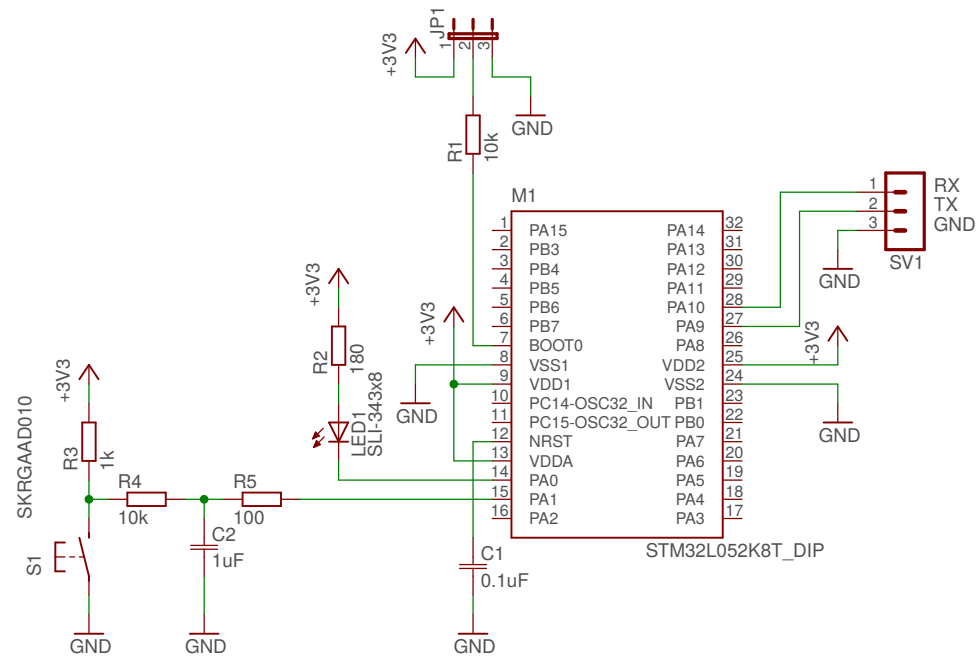 JP1
+3V3
1
2
3
GND
R1
10k
M1
1 PA15 PA14 32
2 PB3 PA13 31
3 PB4 PA12 30
4 PB5 PA11 29
5 PB6 PA10 28
6 PB7 PA9 27
7 BOOT0 PA8 26
8 VSS1 VDD2 25
9 VDD1 VSS2 24
10 PC14-OSC32_IN PB1 23
11 PC15-OSC32_OUT PB0 22
12 NRST PA7 21
13 VDDA PA6 20
14 PA0 PA5 19
15 PA1 PA4 18
16 PA2 PA3 17
STM32L052K8T_DIP
1 RX
2 TX
3 GND
SV1
GND
+3V3
GND
+3V3
R2
180
LED1
SLI-343x8
+3V3
GND
+3V3
SKRGAAD010
R3
1k
R4
10k
R5
100
S1
C2
1uF
C1
0.1uF
GND
GND
GND